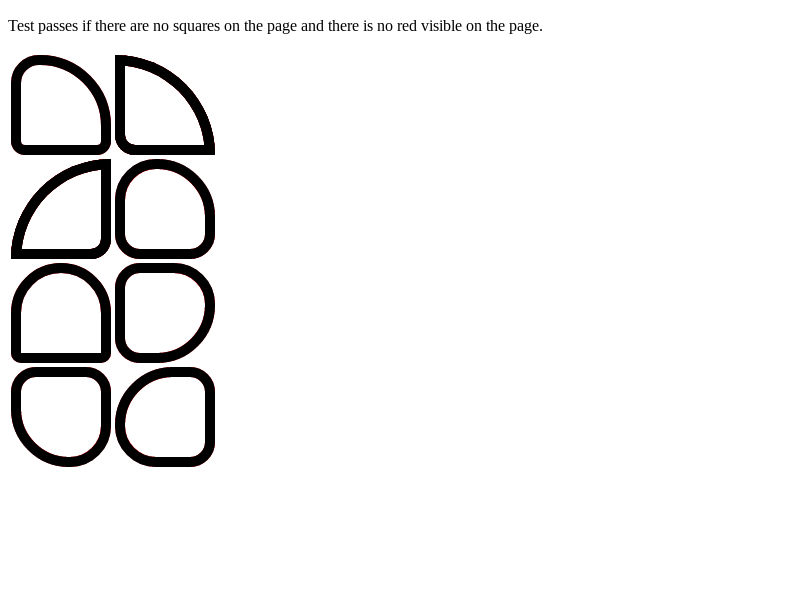 Test passes if there are no squares on the page and there is no red visible on the page.